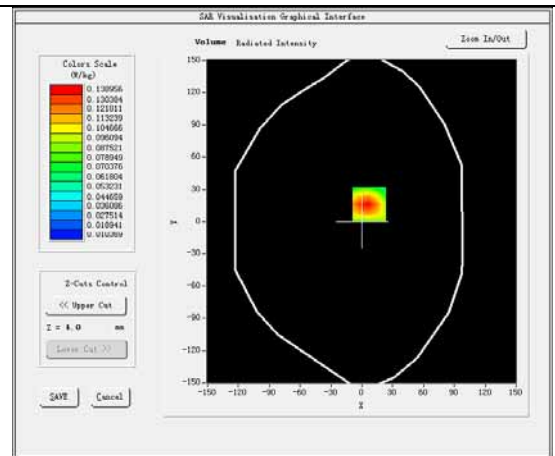 SAR Visualisation Graphical Interface
Volume Radiated Intensity
Zoom In/Out
Colors Scale
(W/kg)
0.138956
0.130384
0.121811
0.113239
0.104666
0.096094
0.087521
0.078949
0.070376
0.061804
0.053231
0.044659
0.036086
0.027514
0.018941
0.010369
150
120
90
60
30
0
-30
-60
-90
-120
-150
Y
-150 -120 -90 -60 -30 0 30 60 90 120 150
X
Z-Cuts Control
<< Upper Cut
Z = 4.0 mm
Lower Cut >>
SAVE
Cancel